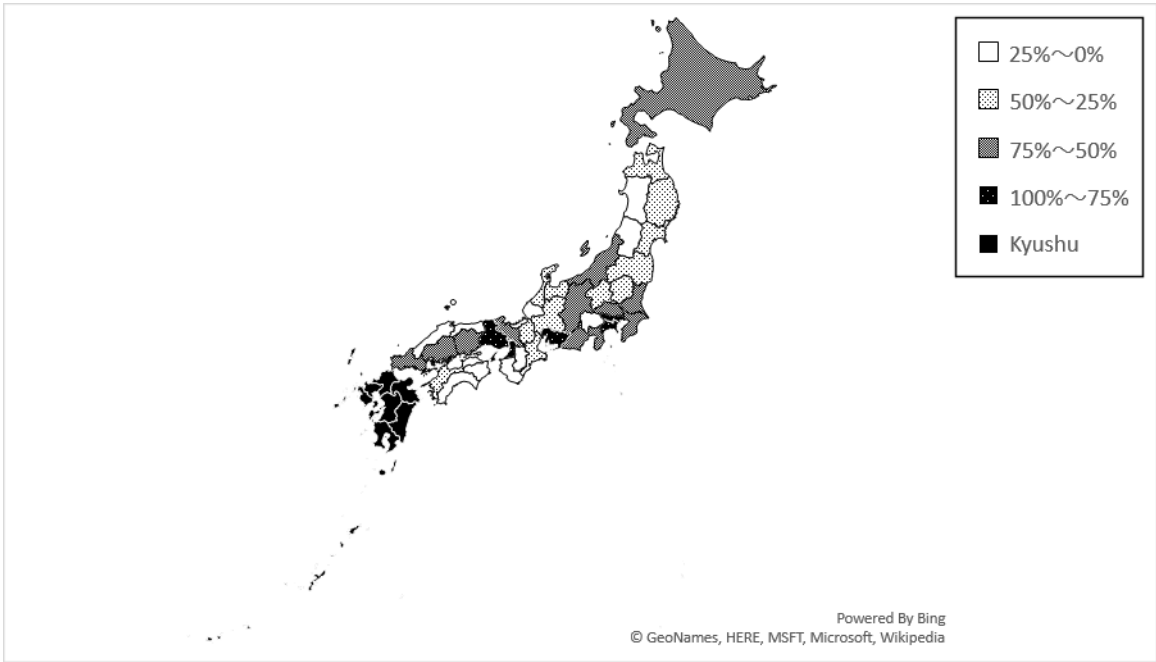 25%～0%
50%～25%
75%～50%
100%～75%
Kyushu
Powered By Bing
© GeoNames, HERE, MSFT, Microsoft, Wikipedia